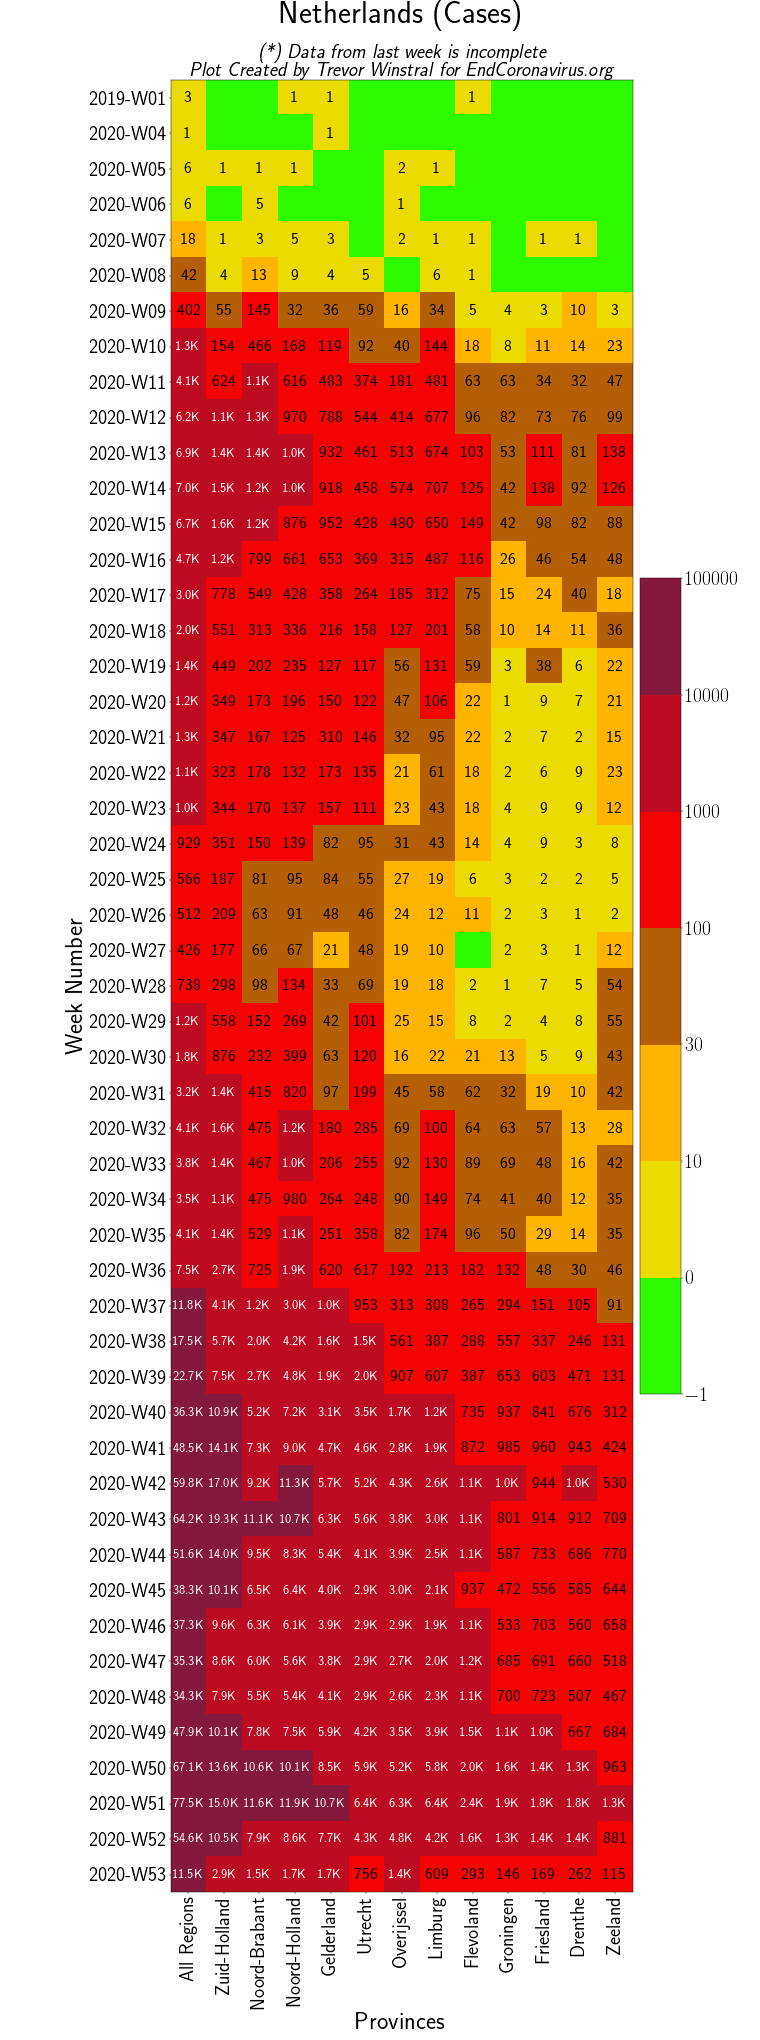 Netherlands (Cases)
(*) Data from last week is incomplete
Plot Created by Trevor Winstral for EndCoronavirus.org
2019-W01 3 1 1 1
2020-W04 1 1
2020-W05 6 1 1 1 2 1
2020-W06 6 5 1
2020-W07 18 1 3 5 3 2 1 1 1 1
2020-W08 42 4 13 9 4 5 6 1
2020-W09 402 55 145 32 36 59 16 34 5 4 3 10 3
2020-W10 1.3K 154 466 168 119 92 40 144 18 8 11 14 23
2020-W11 4.1K 624 1.1K 616 483 374 181 481 63 63 34 32 47
2020-W12 6.2K 1.1K 1.3K 970 788 544 414 677 96 82 73 76 99
2020-W13 6.9K 1.4K 1.4K 1.0K 932 461 513 674 103 53 111 81 138
2020-W14 7.0K 1.5K 1.2K 1.0K 918 458 574 707 125 42 138 92 126
2020-W15 6.7K 1.6K 1.2K 876 952 428 480 650 149 42 98 82 88
2020-W16 4.7K 1.2K 799 661 653 369 315 487 116 26 46 54 48
2020-W17 3.0K 778 549 428 358 264 185 312 75 15 24 40 18
2020-W18 2.0K 551 313 336 216 158 127 201 58 10 14 11 36
2020-W19 1.4K 449 202 235 127 117 56 131 59 3 38 6 22
2020-W20 1.2K 349 173 196 150 122 47 106 22 1 9 7 21
2020-W21 1.3K 347 167 125 310 146 32 95 22 2 7 2 15
2020-W22 1.1K 323 178 132 173 135 21 61 18 2 6 9 23
2020-W23 1.0K 344 170 137 157 111 23 43 18 4 9 9 12
2020-W24 929 351 150 139 82 95 31 43 14 4 9 3 8
2020-W25 566 187 81 95 84 55 27 19 6 3 2 2 5
2020-W26 512 209 63 91 48 46 24 12 11 2 3 1 2
2020-W27 426 177 66 67 21 48 19 10 2 3 1 12
2020-W28 738 298 98 134 33 69 19 18 2 1 7 5 54
2020-W29 1.2K 558 152 269 42 101 25 15 8 2 4 8 55
2020-W30 1.8K 876 232 399 63 120 16 22 21 13 5 9 43
2020-W31 3.2K 1.4K 415 820 97 199 45 58 62 32 19 10 42
2020-W32 4.1K 1.6K 475 1.2K 180 285 69 100 64 63 57 13 28
2020-W33 3.8K 1.4K 467 1.0K 206 255 92 130 89 69 48 16 42
2020-W34 3.5K 1.1K 475 980 264 248 90 149 74 41 40 12 35
2020-W35 4.1K 1.4K 529 1.1K 251 358 82 174 96 50 29 14 35
2020-W36 7.5K 2.7K 725 1.9K 620 617 192 213 182 132 48 30 46
2020-W37 11.8K 4.1K 1.2K 3.0K 1.0K 953 313 308 265 294 151 105 91
2020-W38 17.5K 5.7K 2.0K 4.2K 1.6K 1.5K 561 387 288 557 337 246 131
2020-W39 22.7K 7.5K 2.7K 4.8K 1.9K 2.0K 907 607 387 653 603 471 131
2020-W40 36.3K 10.9K 5.2K 7.2K 3.1K 3.5K 1.7K 1.2K 735 937 841 676 312
2020-W41 48.5K 14.1K 7.3K 9.0K 4.7K 4.6K 2.8K 1.9K 872 985 960 943 424
2020-W42 59.8K 17.0K 9.2K 11.3K 5.7K 5.2K 4.3K 2.6K 1.1K 1.0K 944 1.0K 530
2020-W43 64.2K 19.3K 11.1K 10.7K 6.3K 5.6K 3.8K 3.0K 1.1K 801 914 912 709
2020-W44 51.6K 14.0K 9.5K 8.3K 5.4K 4.1K 3.9K 2.5K 1.1K 587 733 686 770
2020-W45 38.3K 10.1K 6.5K 6.4K 4.0K 2.9K 3.0K 2.1K 937 472 556 585 644
2020-W46 37.3K 9.6K 6.3K 6.1K 3.9K 2.9K 2.9K 1.9K 1.1K 533 703 560 658
2020-W47 35.3K 8.6K 6.0K 5.6K 3.8K 2.9K 2.7K 2.0K 1.2K 685 691 660 518
2020-W48 34.3K 7.9K 5.5K 5.4K 4.1K 2.9K 2.6K 2.3K 1.1K 700 723 507 467
2020-W49 47.9K 10.1K 7.8K 7.5K 5.9K 4.2K 3.5K 3.9K 1.5K 1.1K 1.0K 667 684
2020-W50 67.1K 13.6K 10.6K 10.1K 8.5K 5.9K 5.2K 5.8K 2.0K 1.6K 1.4K 1.3K 963
2020-W51 77.5K 15.0K 11.6K 11.9K 10.7K 6.4K 6.3K 6.4K 2.4K 1.9K 1.8K 1.8K 1.3K
2020-W52 54.6K 10.5K 7.9K 8.6K 7.7K 4.3K 4.8K 4.2K 1.6K 1.3K 1.4K 1.4K 881
2020-W53 11.5K 2.9K 1.5K 1.7K 1.7K 756 1.4K 609 293 146 169 262 115
All Regions
Zuid-Holland
Noord-Brabant
Noord-Holland
Gelderland
Utrecht
Overijssel
Limburg
Flevoland
Groningen
Friesland
Drenthe
Zeeland
Provinces
Week Number
100000
10000
1000
100
30
10
0
−1